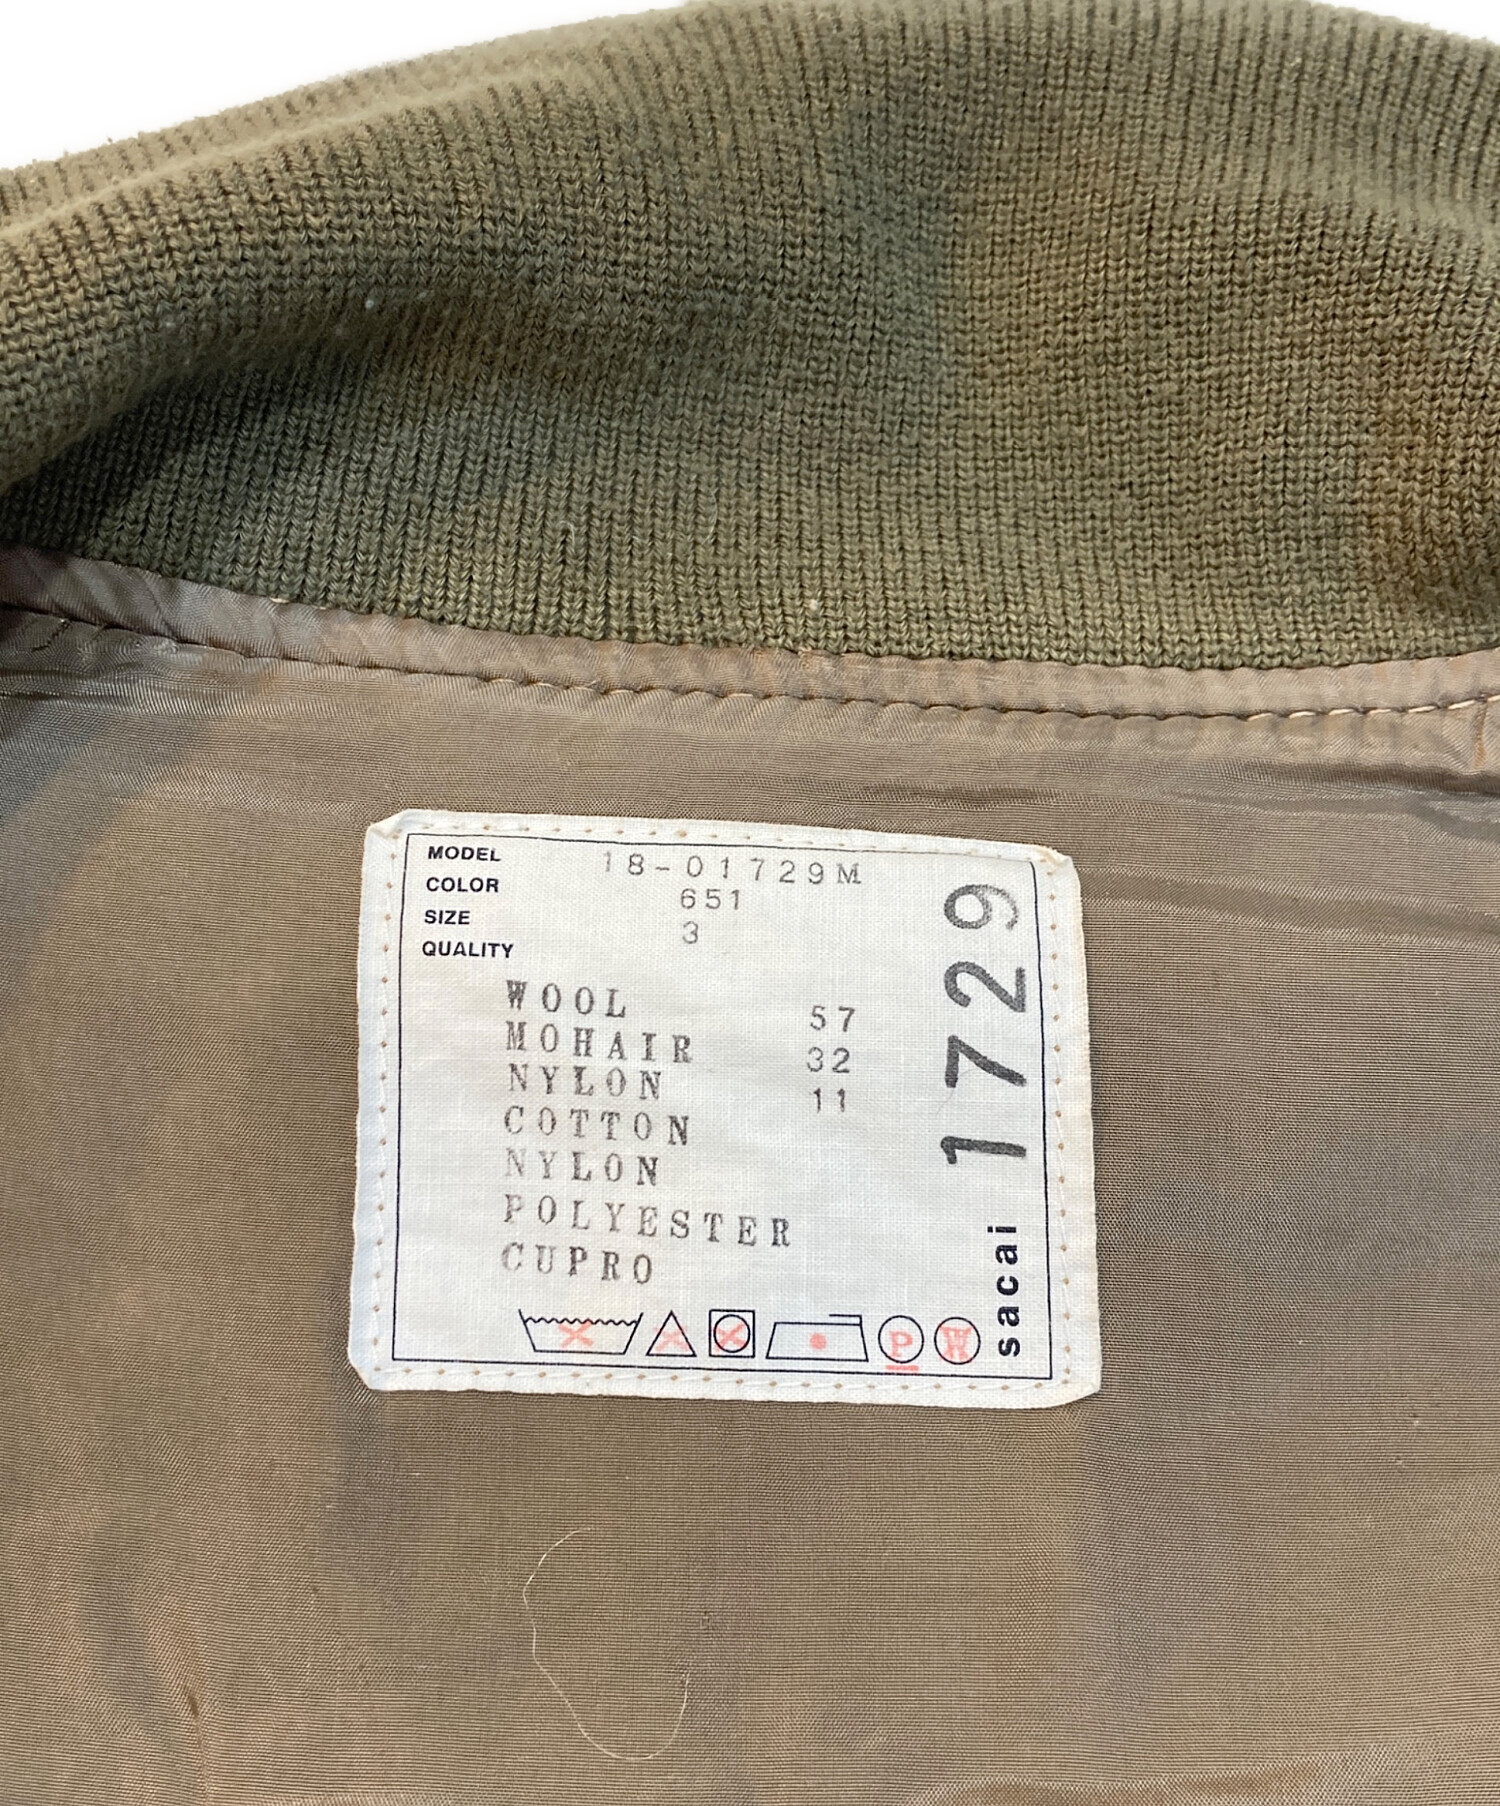 MODEL 18-01729M
COLOR 651
SIZE 3
QUALITY
WOOL 57
MOHAIR 32
NYLON 11
COTTON
NYLON
POLYESTER
CUPRO
P W
sacai 1729